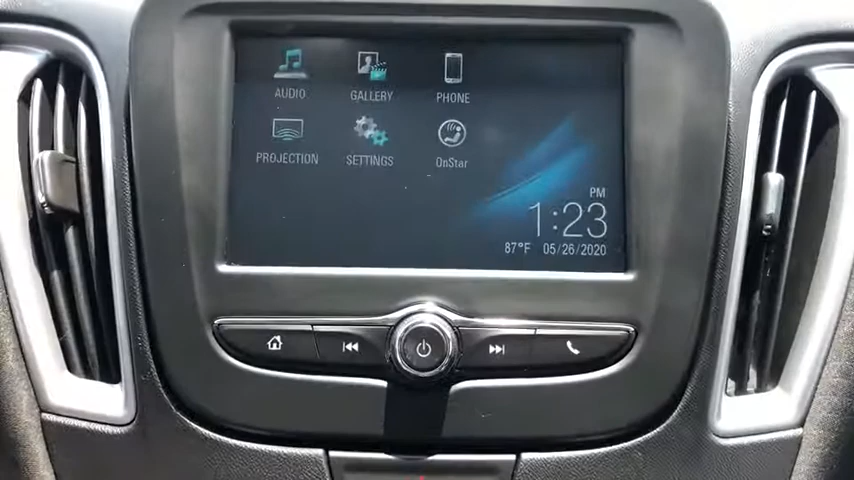 AUDIO GALLERY PHONE
PROJECTION SETTINGS OnStar
PM
1:23
87°F 05/26/2020